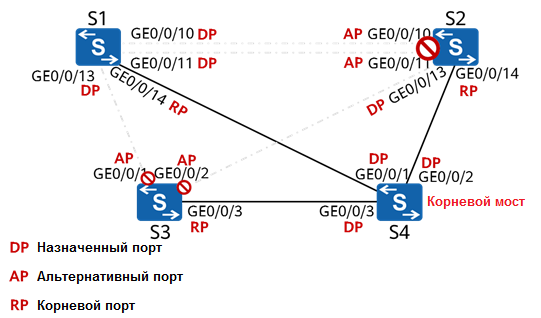 S1
S2
GE0/0/10 DP
AP GE0/0/10
GE0/0/11 DP
AP GE0/0/11
GE0/0/13
DP
GE0/0/14 RP
DP GE0/0/13
GE0/0/14
RP
AP
AP
GE0/0/1
GE0/0/2
DP
GE0/0/1
DP
GE0/0/2
S
S
S
S
Корневой мост
GE0/0/3
RP
GE0/0/3
DP
S3
S4
DP Назначенный порт
AP Альтернативный порт
RP Корневой порт